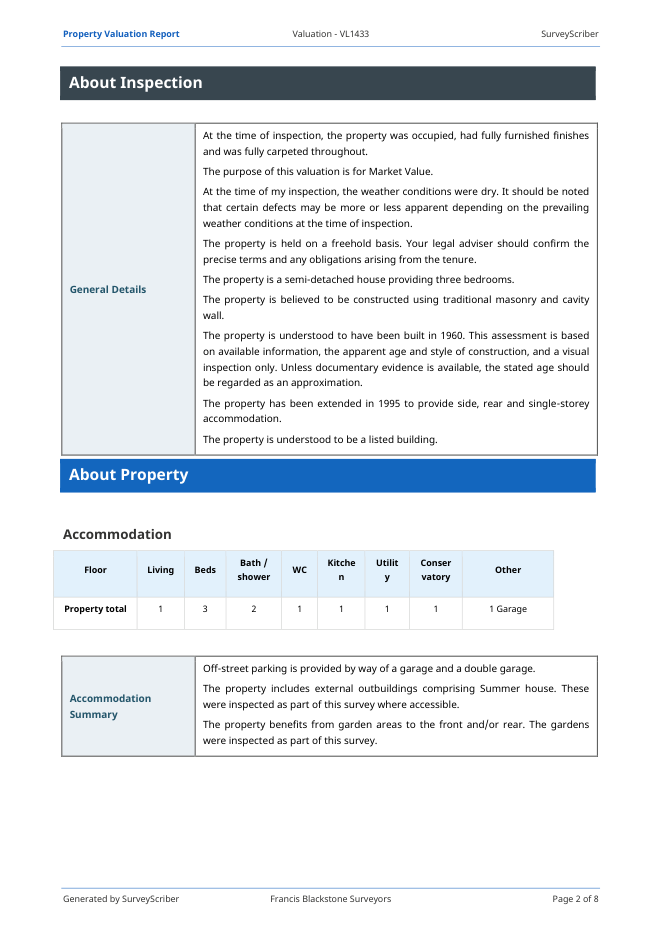 Property Valuation Report
Valuation - VL1433
SurveyScriber
About Inspection
General Details
At the time of inspection, the property was occupied, had fully furnished finishes
and was fully carpeted throughout.
The purpose of this valuation is for Market Value.
At the time of my inspection, the weather conditions were dry. It should be noted
that certain defects may be more or less apparent depending on the prevailing
weather conditions at the time of inspection.
The property is held on a freehold basis. Your legal adviser should confirm the
precise terms and any obligations arising from the tenure.
The property is a semi-detached house providing three bedrooms.
The property is believed to be constructed using traditional masonry and cavity
wall.
The property is understood to have been built in 1960. This assessment is based
on available information, the apparent age and style of construction, and a visual
inspection only. Unless documentary evidence is available, the stated age should
be regarded as an approximation.
The property has been extended in 1995 to provide side, rear and single-storey
accommodation.
The property is understood to be a listed building.
About Property
Accommodation
Floor Living Beds Bath / shower WC Kitche n Utilit y Conser vatory Other
Property total 1 3 2 1 1 1 1 1 Garage
Accommodation
Summary
Off-street parking is provided by way of a garage and a double garage.
The property includes external outbuildings comprising Summer house. These
were inspected as part of this survey where accessible.
The property benefits from garden areas to the front and/or rear. The gardens
were inspected as part of this survey.
Generated by SurveyScriber
Francis Blackstone Surveyors
Page 2 of 8